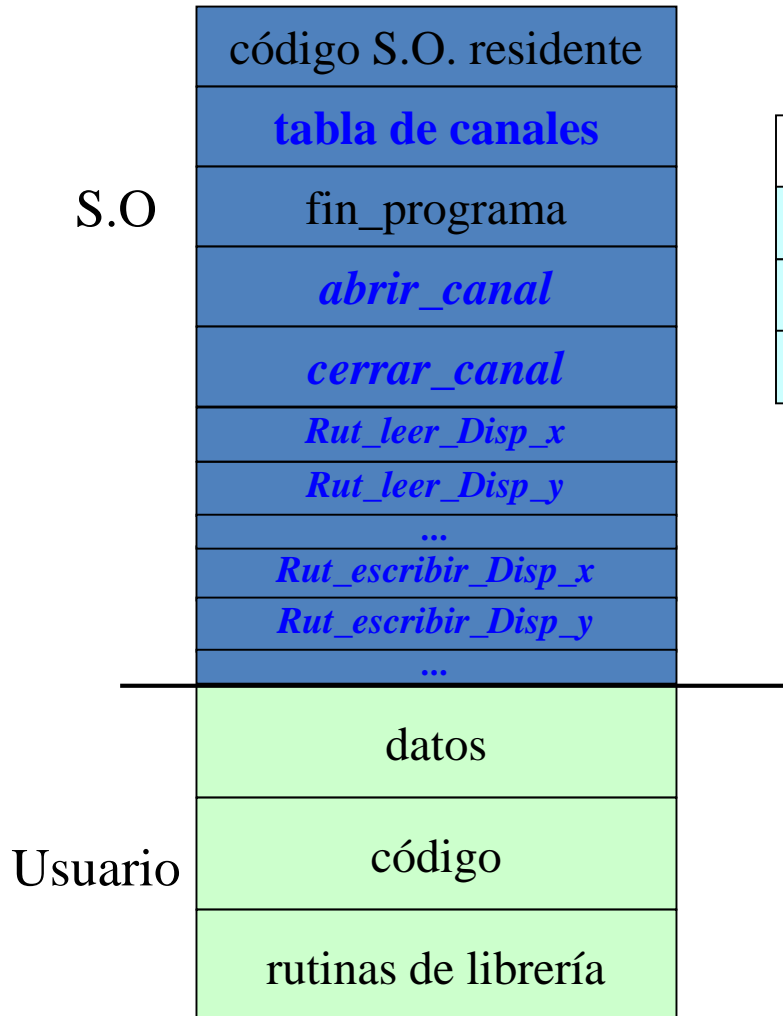 código S.O. residente
tabla de canales
S.O
fin_programa
abrir_canal
cerrar_canal
Rut_leer_Disp_x
Rut_leer_Disp_y
...
Rut_escribir_Disp_x
Rut_escribir_Disp_y
...
datos
Usuario
código
rutinas de librería